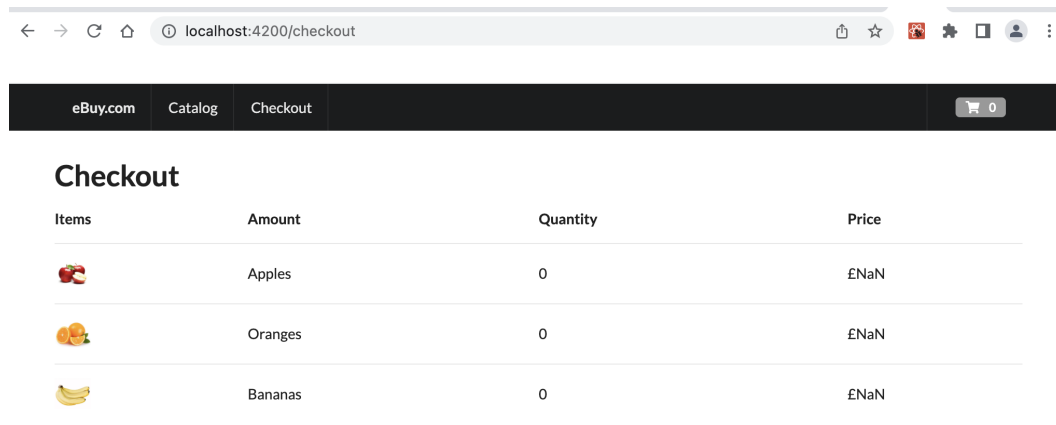 localhost:4200/checkout
eBuy.com Catalog Checkout 0
Checkout
Items Amount Quantity Price
Apples 0 £NaN
Oranges 0 £NaN
Bananas 0 £NaN